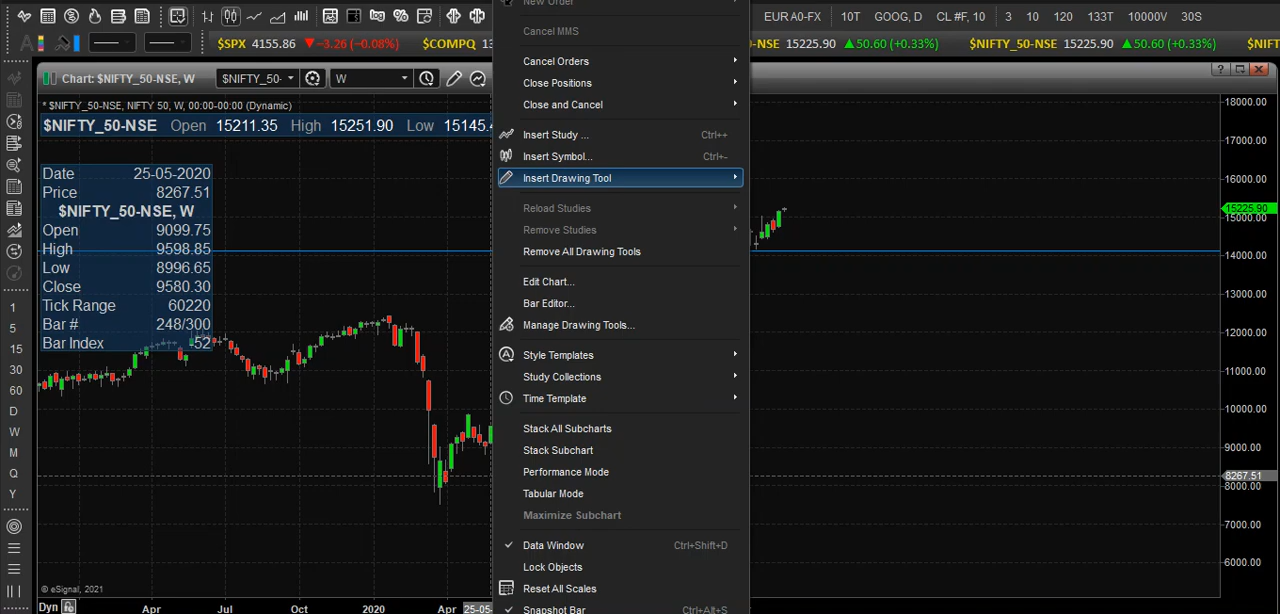 New Order
EUR A0-FX 10T GOOG, D CL #F, 10 3 10 120 133T 10000V 30S
Cancel MMS
$SPX 4155.86 ▼−3.26 (−0.08%) $COMPQ
-NSE 15225.90 ▲50.60 (+0.33%) $NIFTY_50-NSE 15225.90 ▲50.60 (+0.33%)
Cancel Orders
Close Positions
Chart: $NIFTY_50-NSE, W $NIFTY_50- W
Close and Cancel
* $NIFTY_50-NSE, NIFTY 50, W, 00:00-00:00 (Dynamic)
$NIFTY_50-NSE Open 15211.35 High 15251.90 Low 15145.4
Insert Study ... Ctrl++
Insert Symbol... Ctrl+-
Insert Drawing Tool
Reload Studies
Remove Studies
Remove All Drawing Tools
Edit Chart...
Bar Editor...
Manage Drawing Tools...
Style Templates
Study Collections
Time Template
Stack All Subcharts
Stack Subchart
Performance Mode
Tabular Mode
Maximize Subchart
Data Window Ctrl+Shift+D
Lock Objects
Reset All Scales
Snapshot Bar Ctrl+Alt+S
Date 25-05-2020
Price 8267.51
$NIFTY_50-NSE, W
Open 9099.75
High 9598.85
Low 8996.65
Close 9580.30
Tick Range 60220
Bar # 248/300
Bar Index -52
1
5
15
30
60
D
W
M
Q
Y
18000.00
17000.00
16000.00
15225.90
15000.00
14000.00
13000.00
12000.00
11000.00
10000.00
9000.00
8267.51
8000.00
7000.00
6000.00
© eSignal, 2021
Dyn Apr Jul Oct 2020 Apr 25-05-